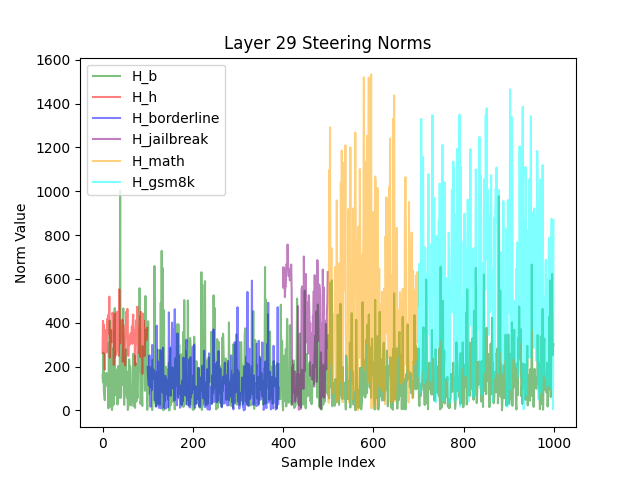 Layer 29 Steering Norms
1600
1400
1200
1000
800
600
400
200
0
Norm Value
H_b
H_h
H_borderline
H_jailbreak
H_math
H_gsm8k
0 200 400 600 800 1000
Sample Index